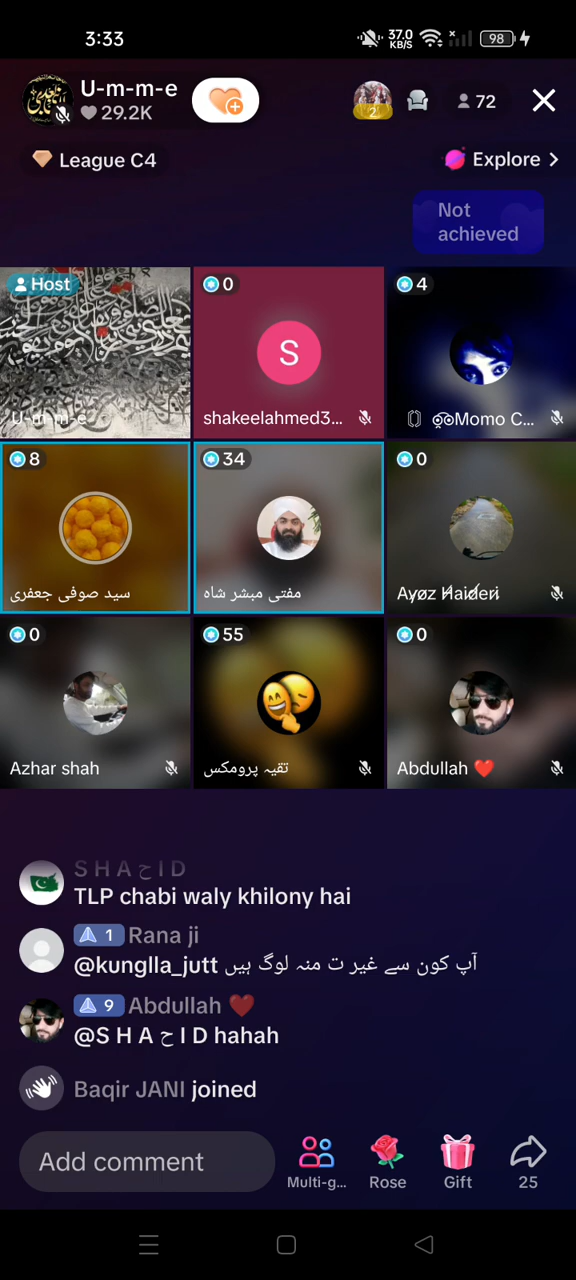 3:33
37.0
KB/S
98
U-m-m-e
29.2K
2
72
League C4
Explore >
Not
achieved
Host
U-m-m-e
0
S
shakeelahmed3...
4
Momo C...
8
سید صوفی جعفری
34
مفتی مبشر شاہ
0
Ayøz Haideri
0
Azhar shah
55
تقیہ پرومکس
0
Abdullah ❤️
S H A ح I D
TLP chabi waly khilony hai
1 Rana ji
@kunglla_jutt آپ کون سے غیر ت منہ لوگ ہیں
9 Abdullah ❤️
@S H A ح I D hahah
Baqir JANI joined
Add comment
Multi-g...
Rose
Gift
25